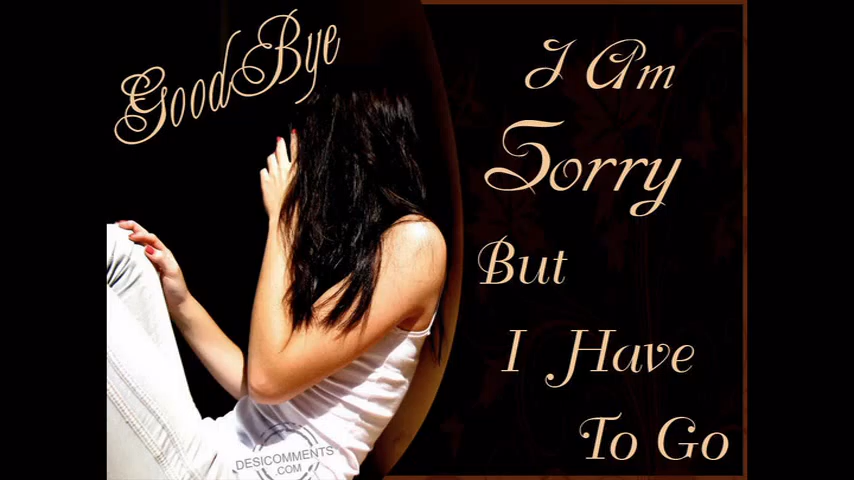 GoodBye
I Am
Sorry
But
I Have
To Go
DESICOMMENTS
.COM